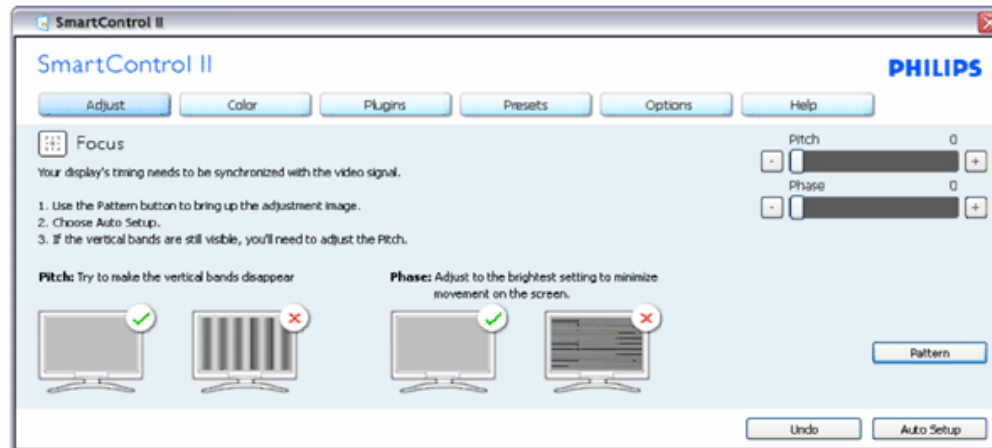 SmartControl II
SmartControl II
PHILIPS
Adjust Color Plugins Presets Options Help
Focus
Pitch 0
- +
Phase 0
- +
Your display's timing needs to be synchronized with the video signal.
1. Use the Pattern button to bring up the adjustment image.
2. Choose Auto Setup.
3. If the vertical bands are still visible, you'll need to adjust the Pitch.
Pitch: Try to make the vertical bands disappear
Phase: Adjust to the brightest setting to minimize
movement on the screen.
Pattern
Undo Auto Setup